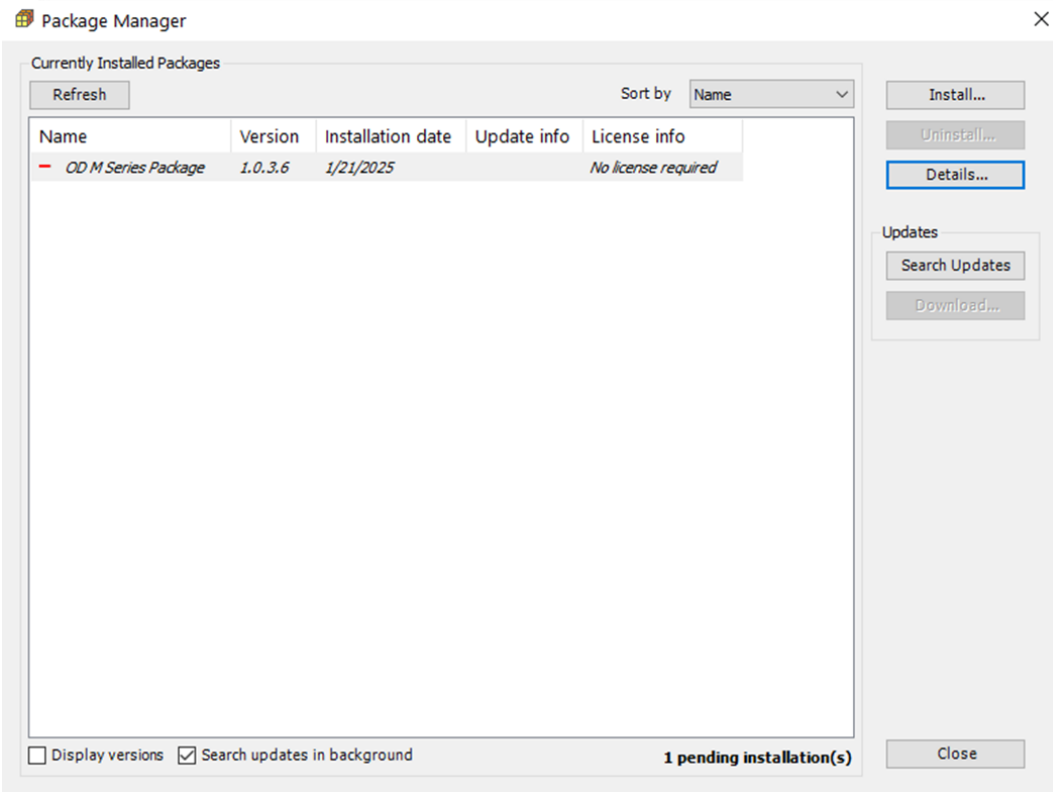 Package Manager
Currently Installed Packages
Refresh
Sort by Name
Name Version Installation date Update info License info
OD M Series Package 1.0.3.6 1/21/2025 No license required
Install...
Uninstall...
Details...
Updates
Search Updates
Download...
Display versions Search updates in background 1 pending installation(s)
Close